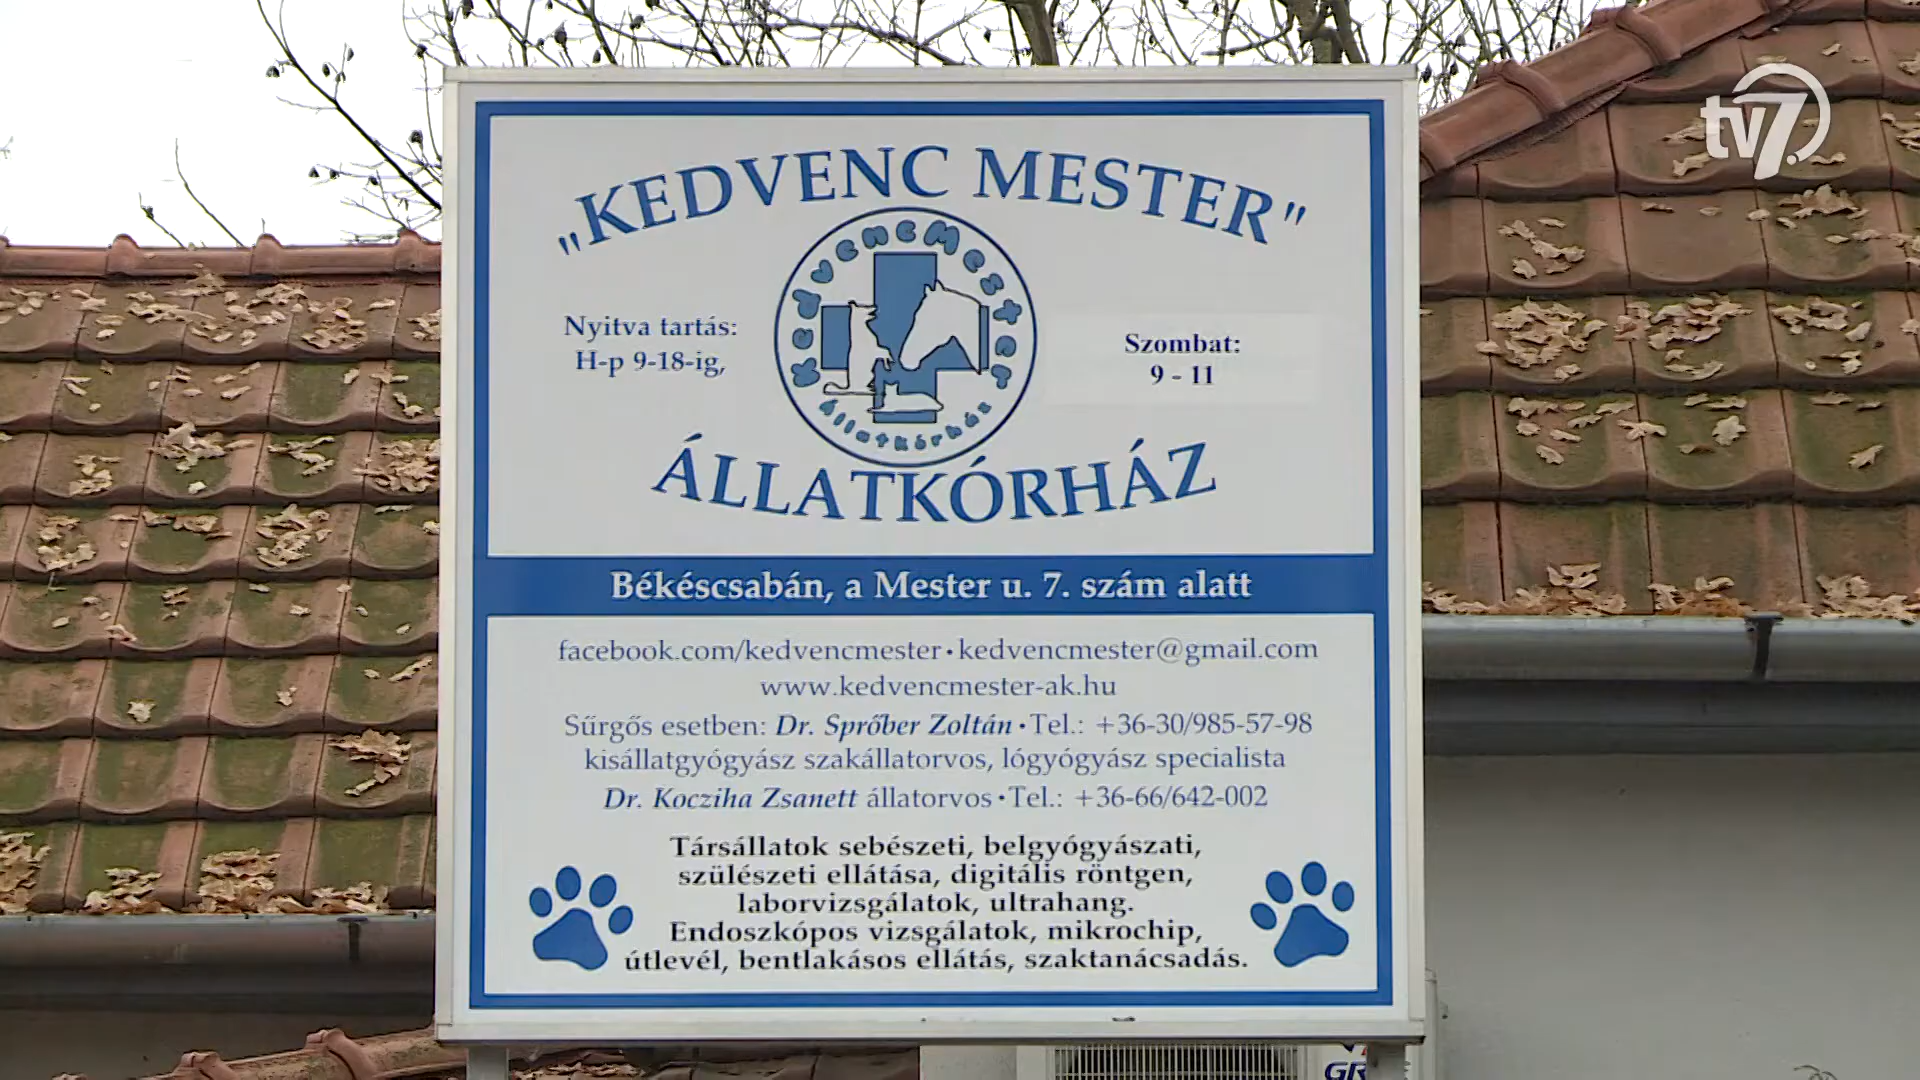 tv7.
„KEDVENC MESTER"
KedvencMester
Nyitva tartás:
H-p 9-18-ig,
Szombat:
9 - 11
állatkórház
ÁLLATKÓRHÁZ
Békéscsabán, a Mester u. 7. szám alatt
facebook.com/kedvencmester • kedvencmester@gmail.com
www.kedvencmester-ak.hu
Sűrgős esetben: Dr. Sprőber Zoltán • Tel.: +36-30/985-57-98
kisállatgyógyász szakállatorvos, lógyógyász specialista
Dr. Kocziha Zsanett állatorvos • Tel.: +36-66/642-002
Társállatok sebészeti, belgyógyászati,
szülészeti ellátása, digitális röntgen,
laborvizsgálatok, ultrahang.
Endoszkópos vizsgálatok, mikrochip,
útlevél, bentlakásos ellátás, szaktanácsadás.